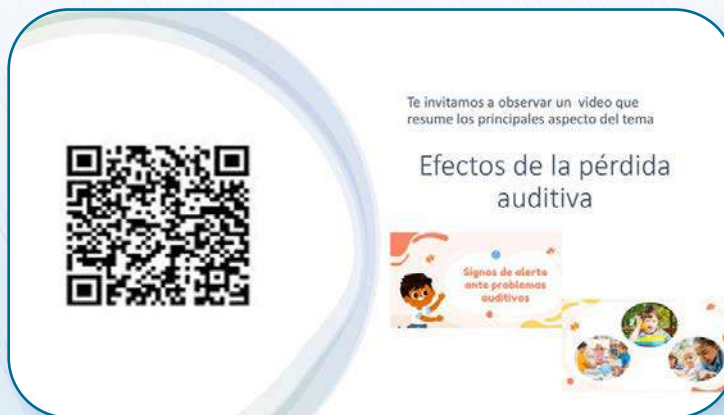 Te invitamos a observar un video que
resume los principales aspecto del tema
Efectos de la pérdida
auditiva
Signos de alerta
ante problemas
auditivos